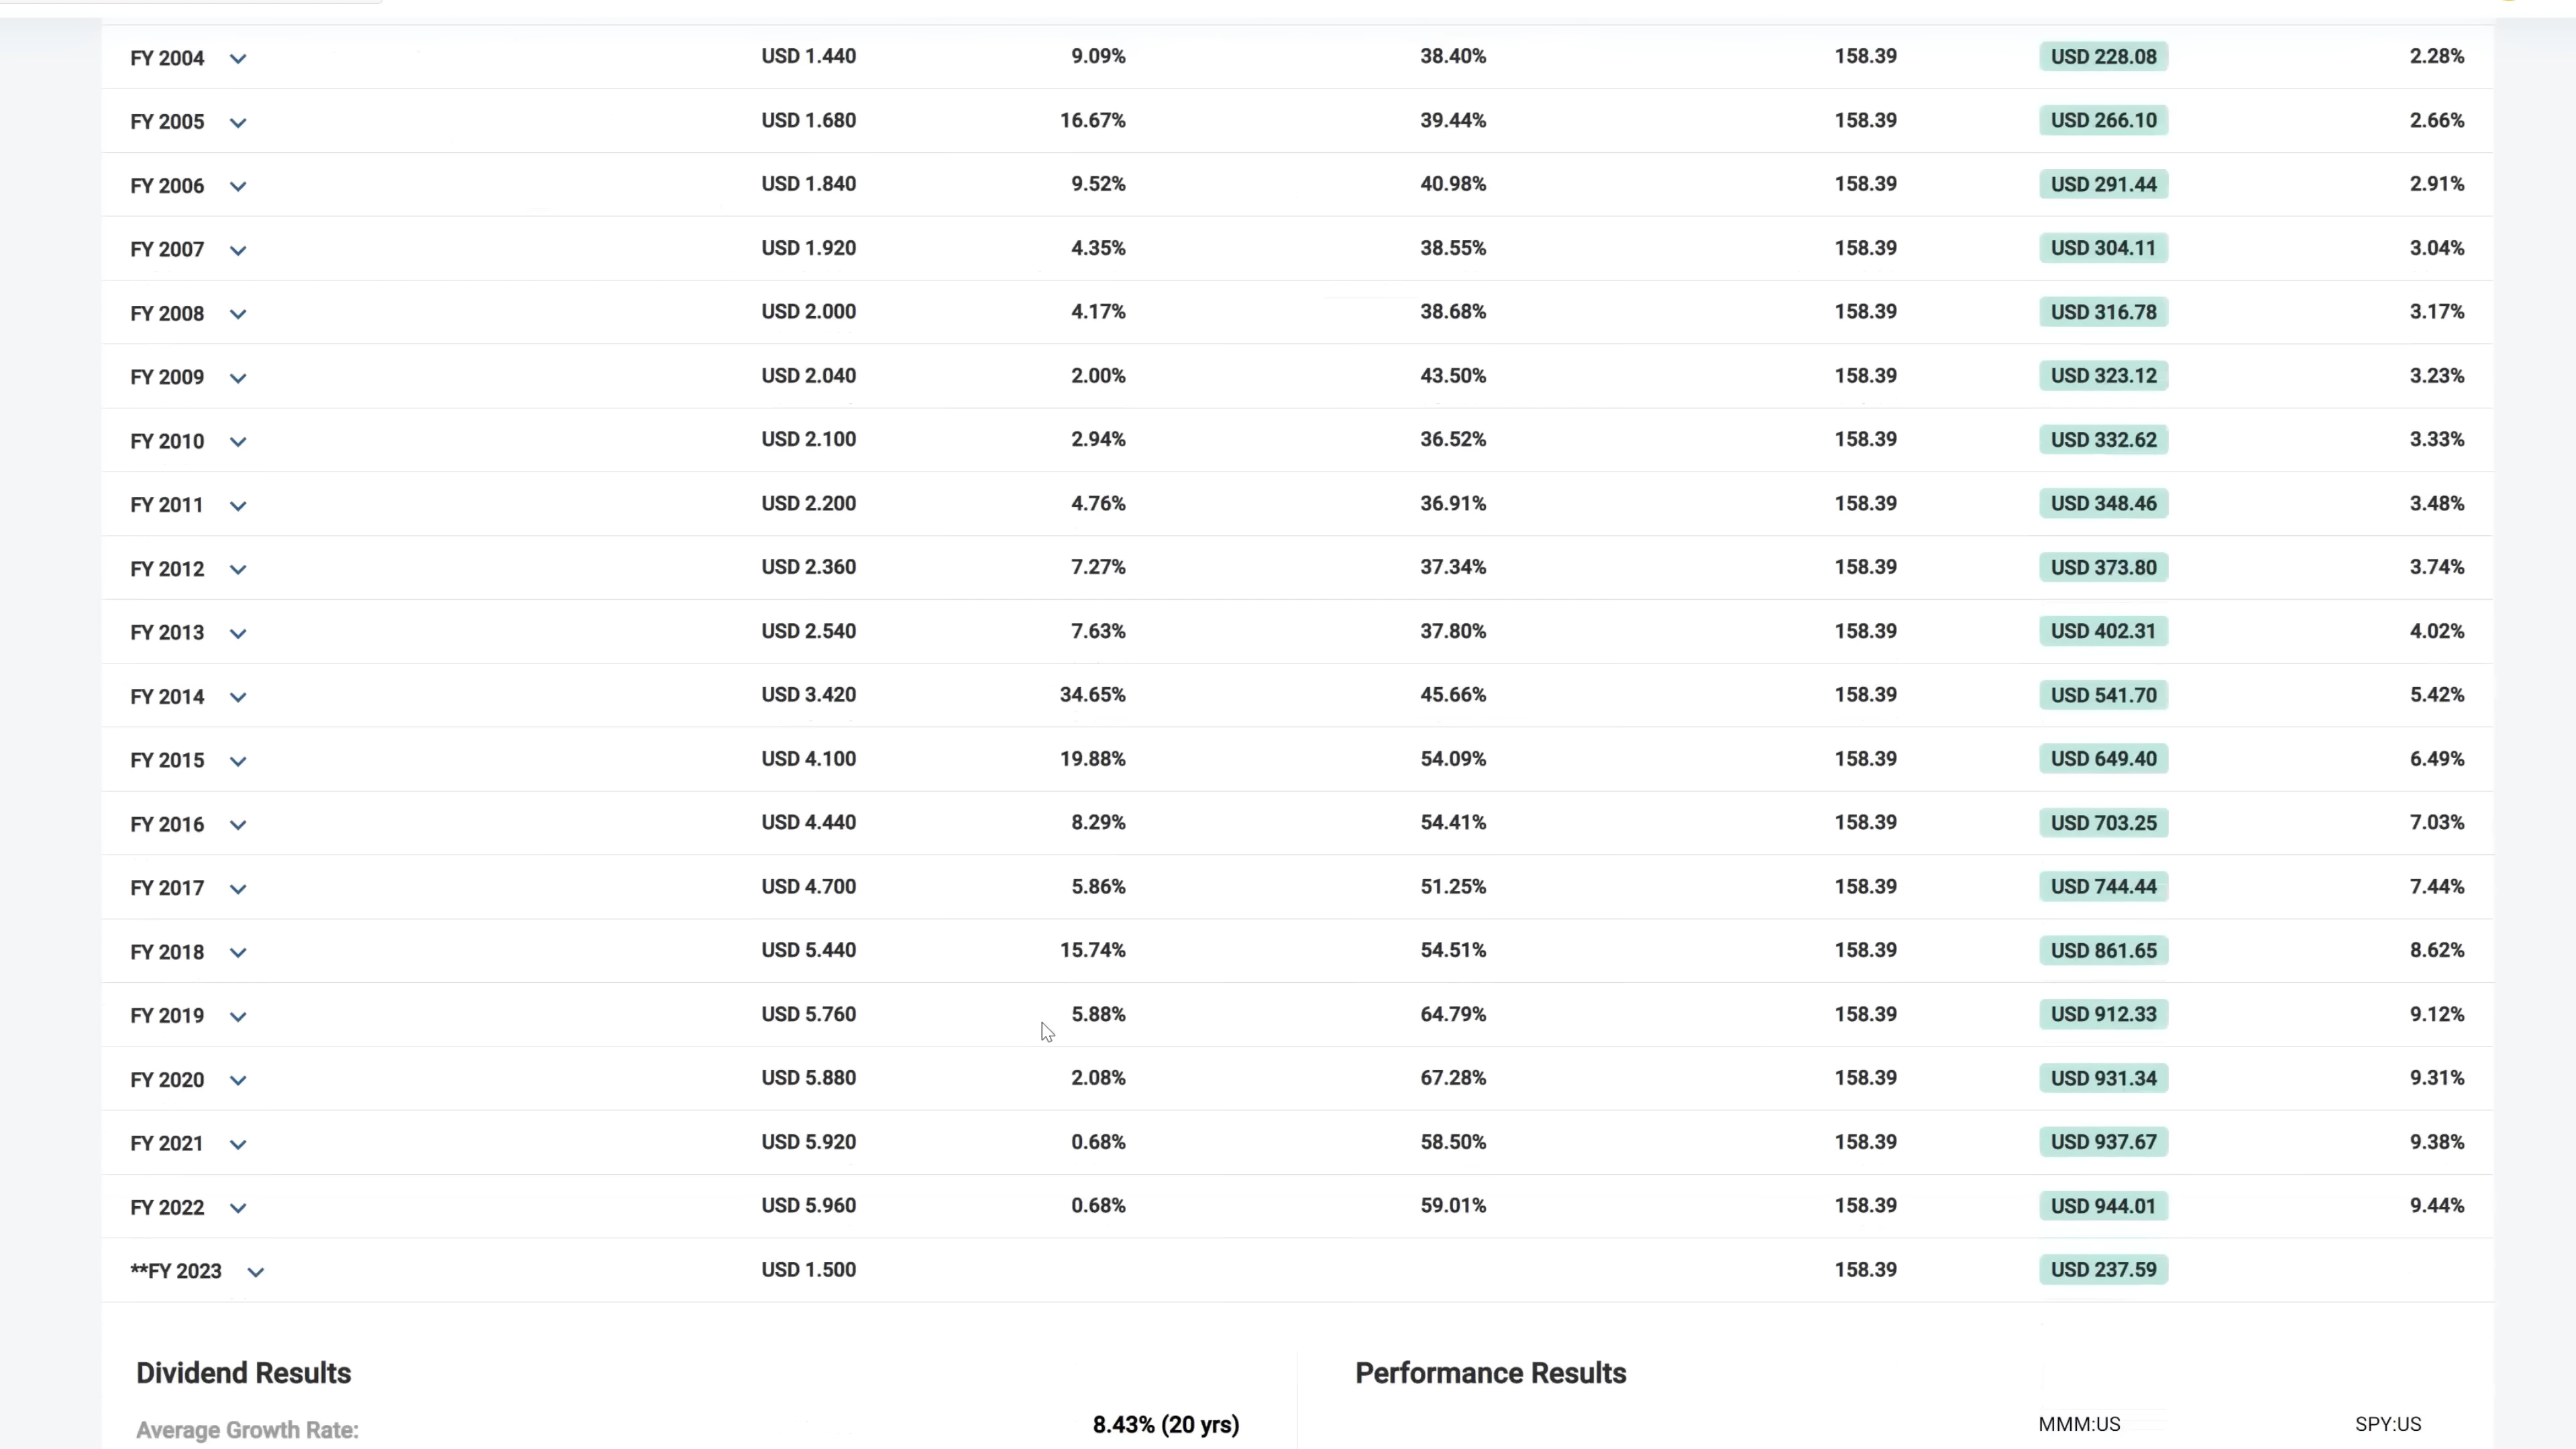 FY 2004 USD 1.440 9.09% 38.40% 158.39 USD 228.08 2.28%
FY 2005 USD 1.680 16.67% 39.44% 158.39 USD 266.10 2.66%
FY 2006 USD 1.840 9.52% 40.98% 158.39 USD 291.44 2.91%
FY 2007 USD 1.920 4.35% 38.55% 158.39 USD 304.11 3.04%
FY 2008 USD 2.000 4.17% 38.68% 158.39 USD 316.78 3.17%
FY 2009 USD 2.040 2.00% 43.50% 158.39 USD 323.12 3.23%
FY 2010 USD 2.100 2.94% 36.52% 158.39 USD 332.62 3.33%
FY 2011 USD 2.200 4.76% 36.91% 158.39 USD 348.46 3.48%
FY 2012 USD 2.360 7.27% 37.34% 158.39 USD 373.80 3.74%
FY 2013 USD 2.540 7.63% 37.80% 158.39 USD 402.31 4.02%
FY 2014 USD 3.420 34.65% 45.66% 158.39 USD 541.70 5.42%
FY 2015 USD 4.100 19.88% 54.09% 158.39 USD 649.40 6.49%
FY 2016 USD 4.440 8.29% 54.41% 158.39 USD 703.25 7.03%
FY 2017 USD 4.700 5.86% 51.25% 158.39 USD 744.44 7.44%
FY 2018 USD 5.440 15.74% 54.51% 158.39 USD 861.65 8.62%
FY 2019 USD 5.760 5.88% 64.79% 158.39 USD 912.33 9.12%
FY 2020 USD 5.880 2.08% 67.28% 158.39 USD 931.34 9.31%
FY 2021 USD 5.920 0.68% 58.50% 158.39 USD 937.67 9.38%
FY 2022 USD 5.960 0.68% 59.01% 158.39 USD 944.01 9.44%
**FY 2023 USD 1.500 158.39 USD 237.59
Dividend Results
Average Growth Rate: 8.43% (20 yrs)
Performance Results
MMM:US SPY:US